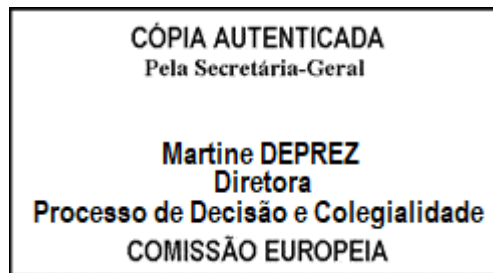 CÓPIA AUTENTICADA
Pela Secretária-Geral
Martine DEPREZ
Diretora
Processo de Decisão e Colegialidade
COMISSÃO EUROPEIA